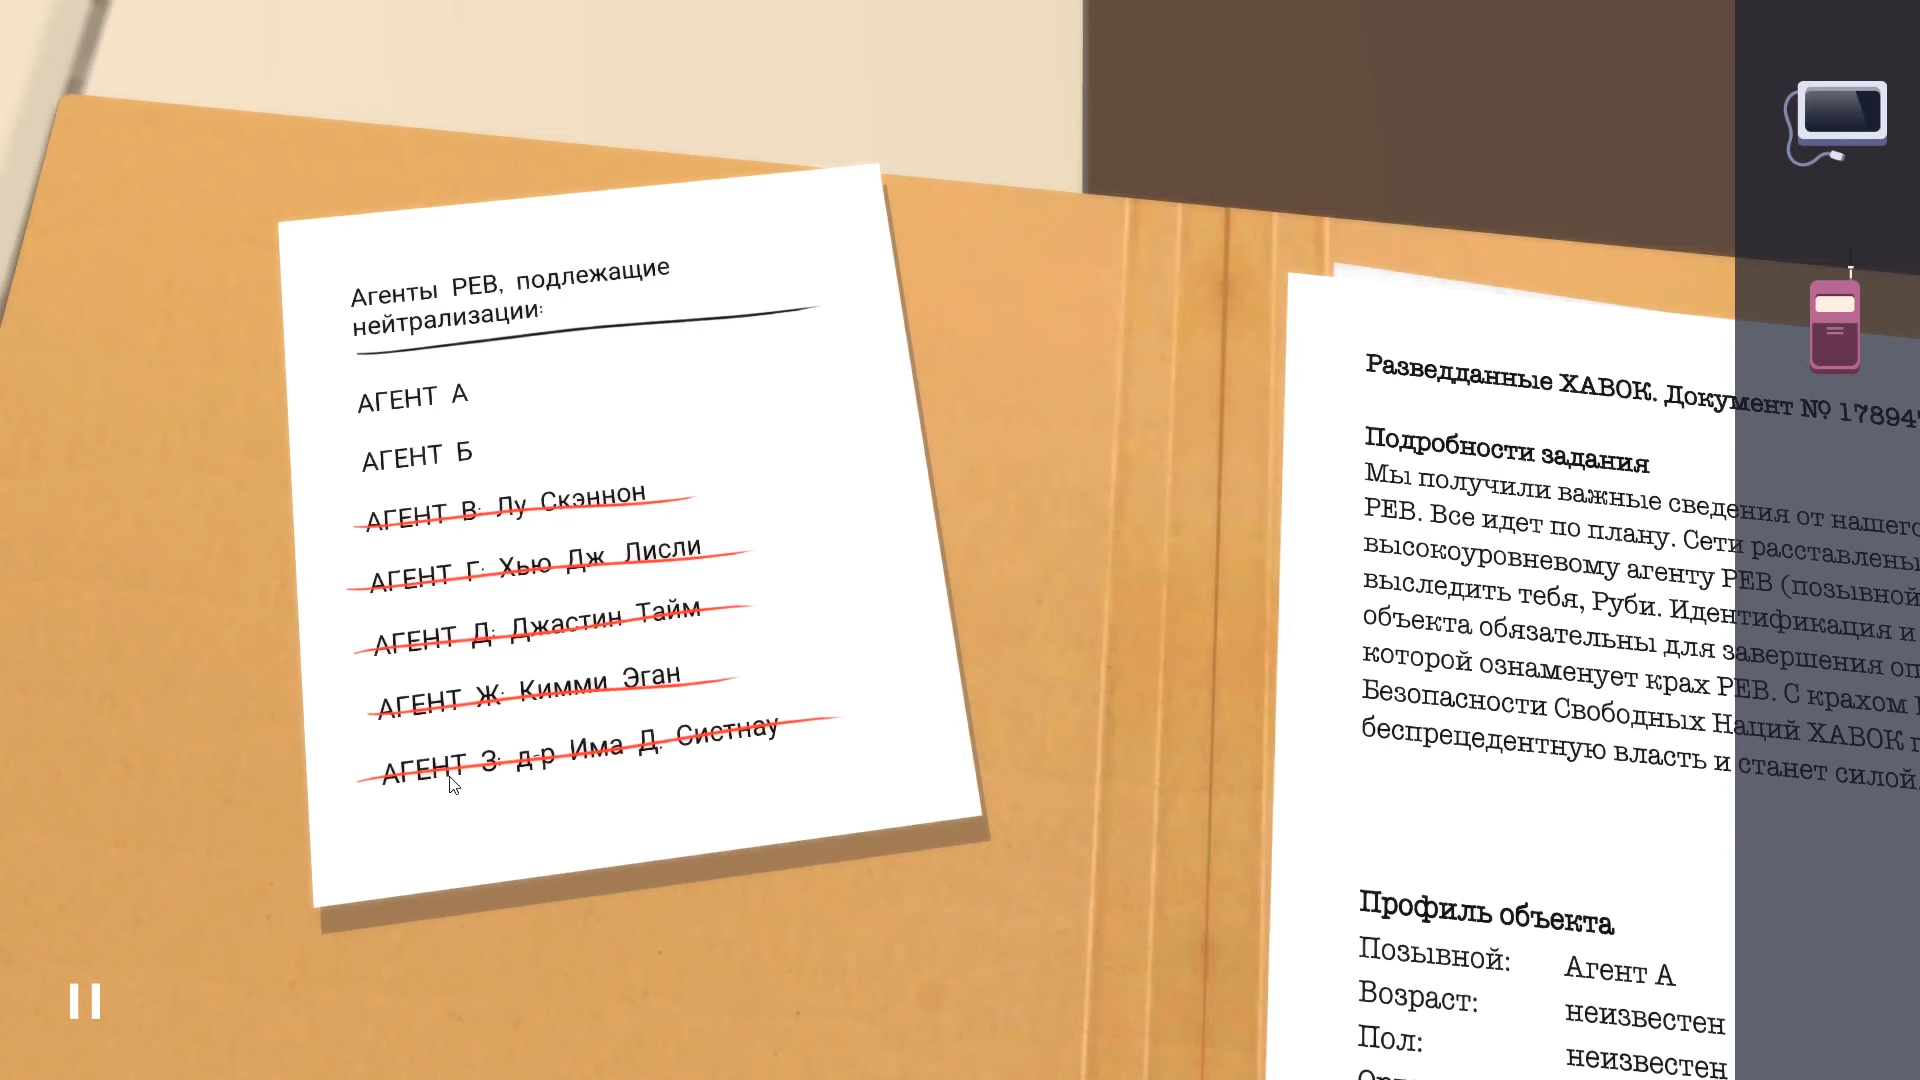 Агенты РЕВ, подлежащие
нейтрализации:
АГЕНТ А
АГЕНТ Б
АГЕНТ В: Лу Скэннон
АГЕНТ Г: Хью Дж Лисли
АГЕНТ Д: Джастин Тайм
АГЕНТ Ж: Кимми Эган
АГЕНТ З: д-р Има Д. Систнау
Разведданные ХАВОК. Документ № 17894
Подробности задания
Мы получили важные сведения от нашего
РЕВ. Все идет по плану. Сети расставлены
высокоуровневому агенту РЕВ (позывной
выследить тебя, Руби. Идентификация и
объекта обязательны для завершения оп
которой ознаменует крах РЕВ. С крахом
Безопасности Свободных Наций ХАВОК п
беспрецедентную власть и станет силой,
Профиль объекта
Позывной: Агент А
Возраст: неизвестен
Пол: неизвестен